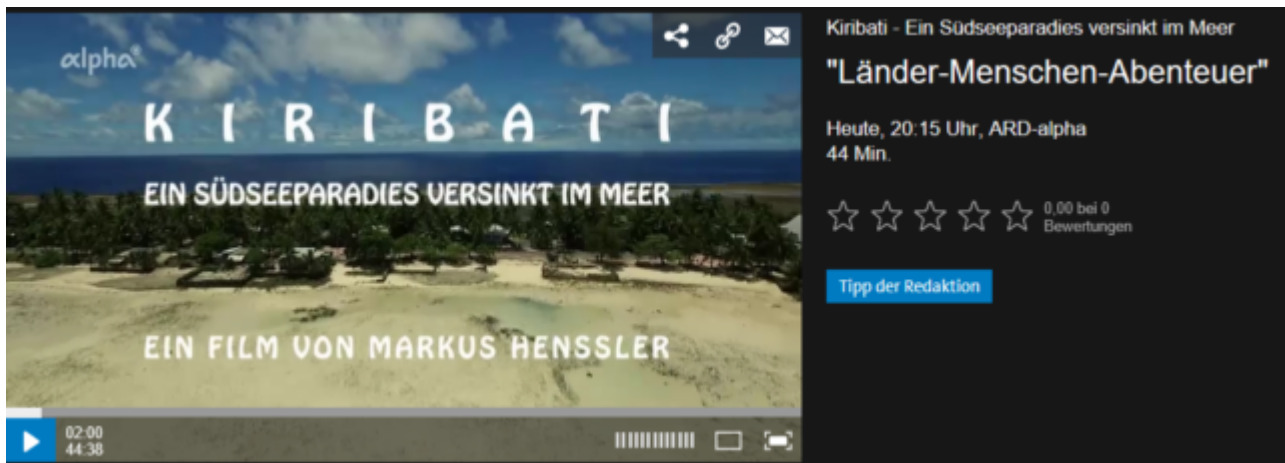 alpha
K I R I B A T I
EIN SÜDSEEPARADIES VERSINKT IM MEER
EIN FILM VON MARKUS HENSSLER
02:00
44:38
Kiribati - Ein Südseeparadies versinkt im Meer
"Länder-Menschen-Abenteuer"
Heute, 20:15 Uhr, ARD-alpha
44 Min.
0,00 bei 0
Bewertungen
Tipp der Redaktion